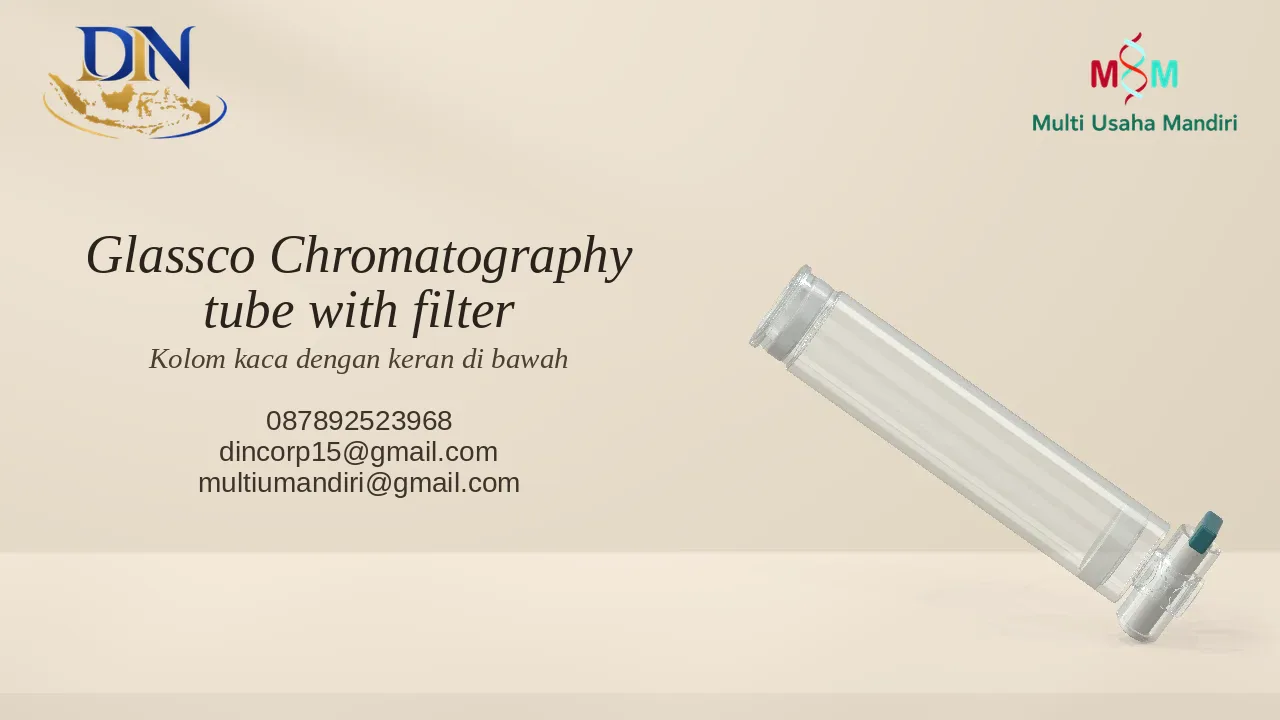 DIN
M M
Multi Usaha Mandiri
Glassco Chromatography
tube with filter
Kolom kaca dengan keran di bawah
087892523968
dincorp15@gmail.com
multiumandiri@gmail.com